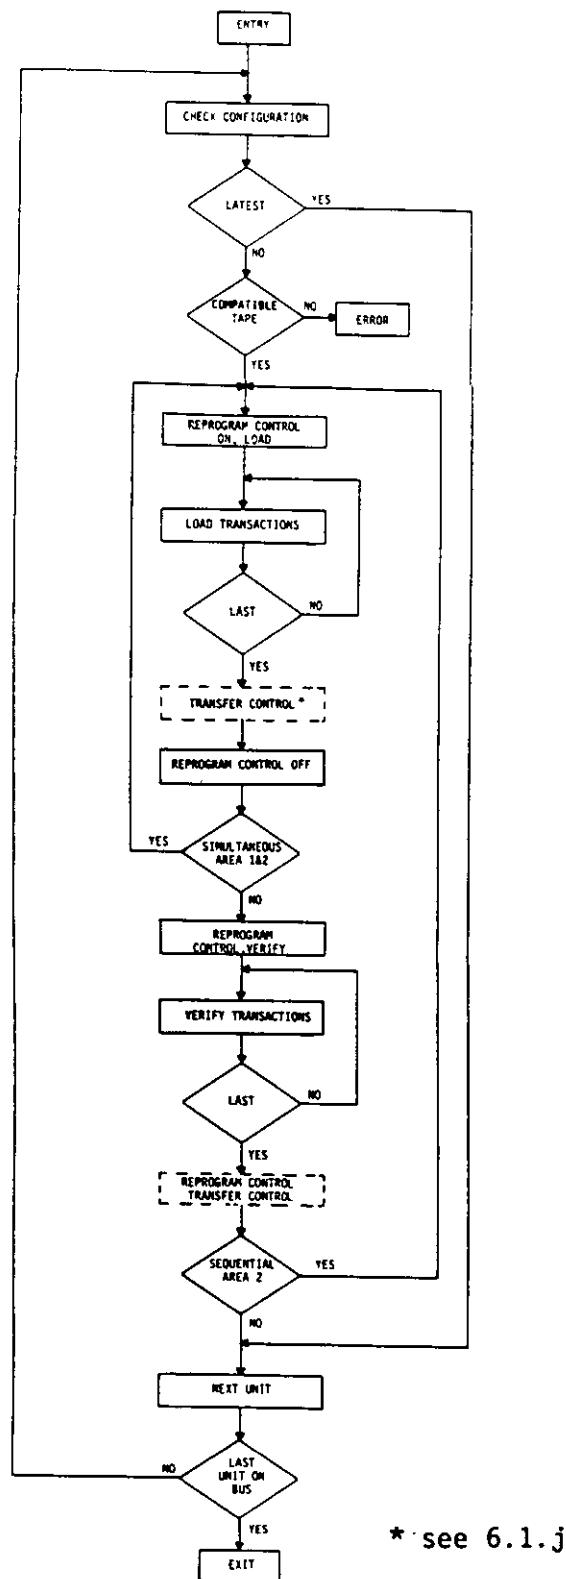 ENTRY
CHECK CONFIGURATION
LATEST
YES
NO
COMPATIBLE
TAPE
NO
ERROR
YES
REPROGRAM CONTROL
ON, LOAD
LOAD TRANSACTIONS
LAST
NO
YES
TRANSFER CONTROL*
REPROGRAM CONTROL OFF
YES
SIMULTANEOUS
AREA 1&2
NO
REPROGRAM
CONTROL, VERIFY
VERIFY TRANSACTIONS
LAST
NO
YES
REPROGRAM CONTROL
TRANSFER CONTROL
SEQUENTIAL
AREA 2
YES
NO
NEXT UNIT
NO
LAST
UNIT ON
BUS
YES
EXIT
* see 6.1.j